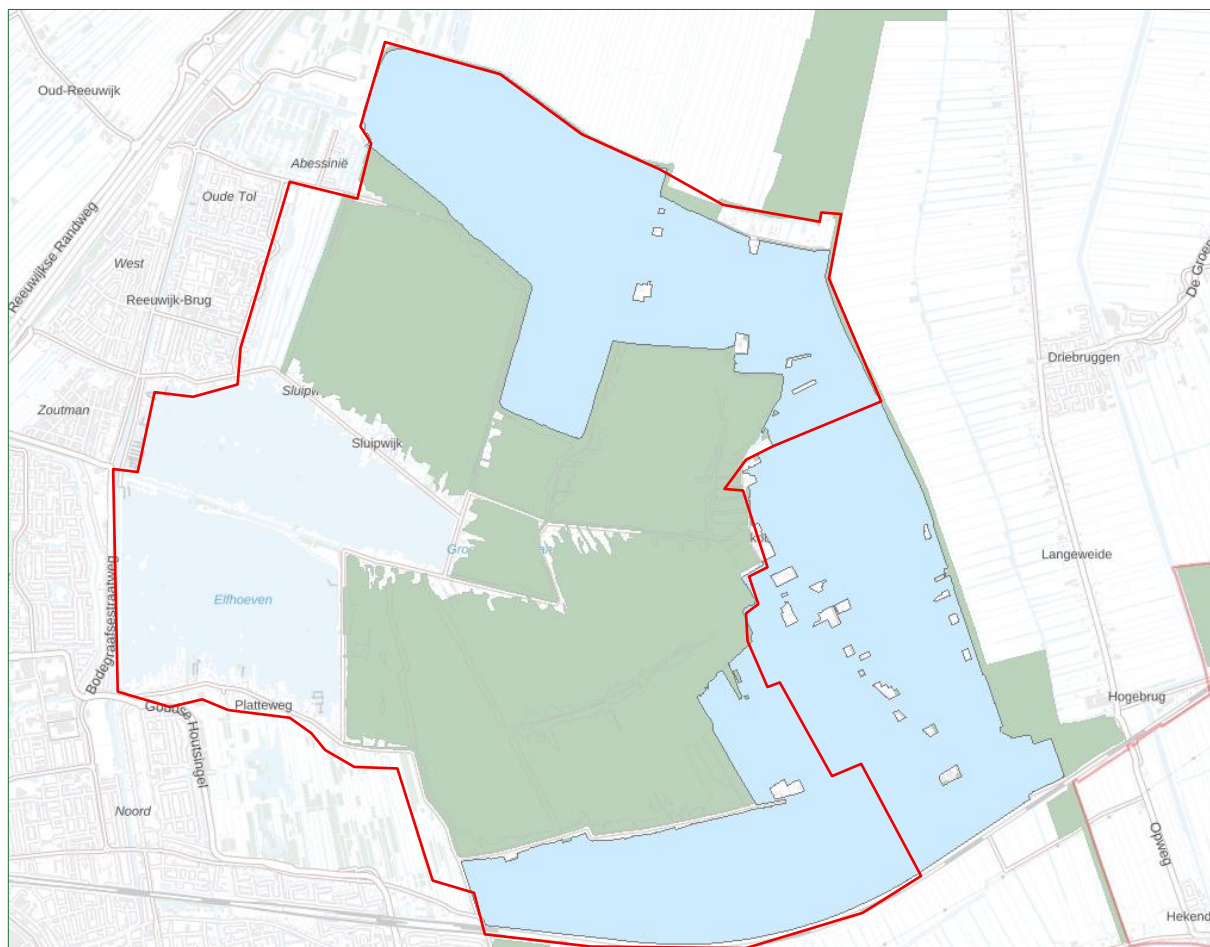 Oud-Reeuwijk
Abessinië
Oude Tol
Reeuwijkse Randweg
West
De Groen
Reeuwijk-Brug
Driebruggen
Zoutman
Sluipwijk
Langeweide
Elfhoeven
Bodegraafsestraatweg
Platteweg
Goudse Houtsingel
Hogebrug
Noord
Opweg
Hekend